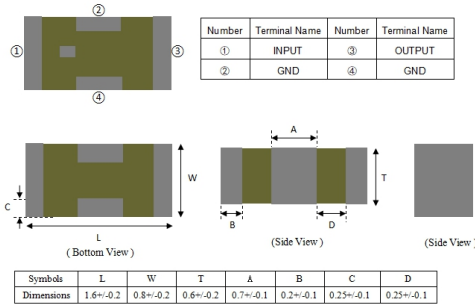 ②
①
③
④
Number Terminal Name Number Terminal Name
① INPUT ③ OUTPUT
② GND ④ GND
A
W
T
C
B
D
L
( Bottom View )
(Side View )
(Side View )
Symbols L W T A B C D
Dimensions 1.6+/-0.2 0.8+/-0.2 0.6+/-0.2 0.7+/-0.1 0.2+/-0.1 0.25+/-0.1 0.25+/-0.1